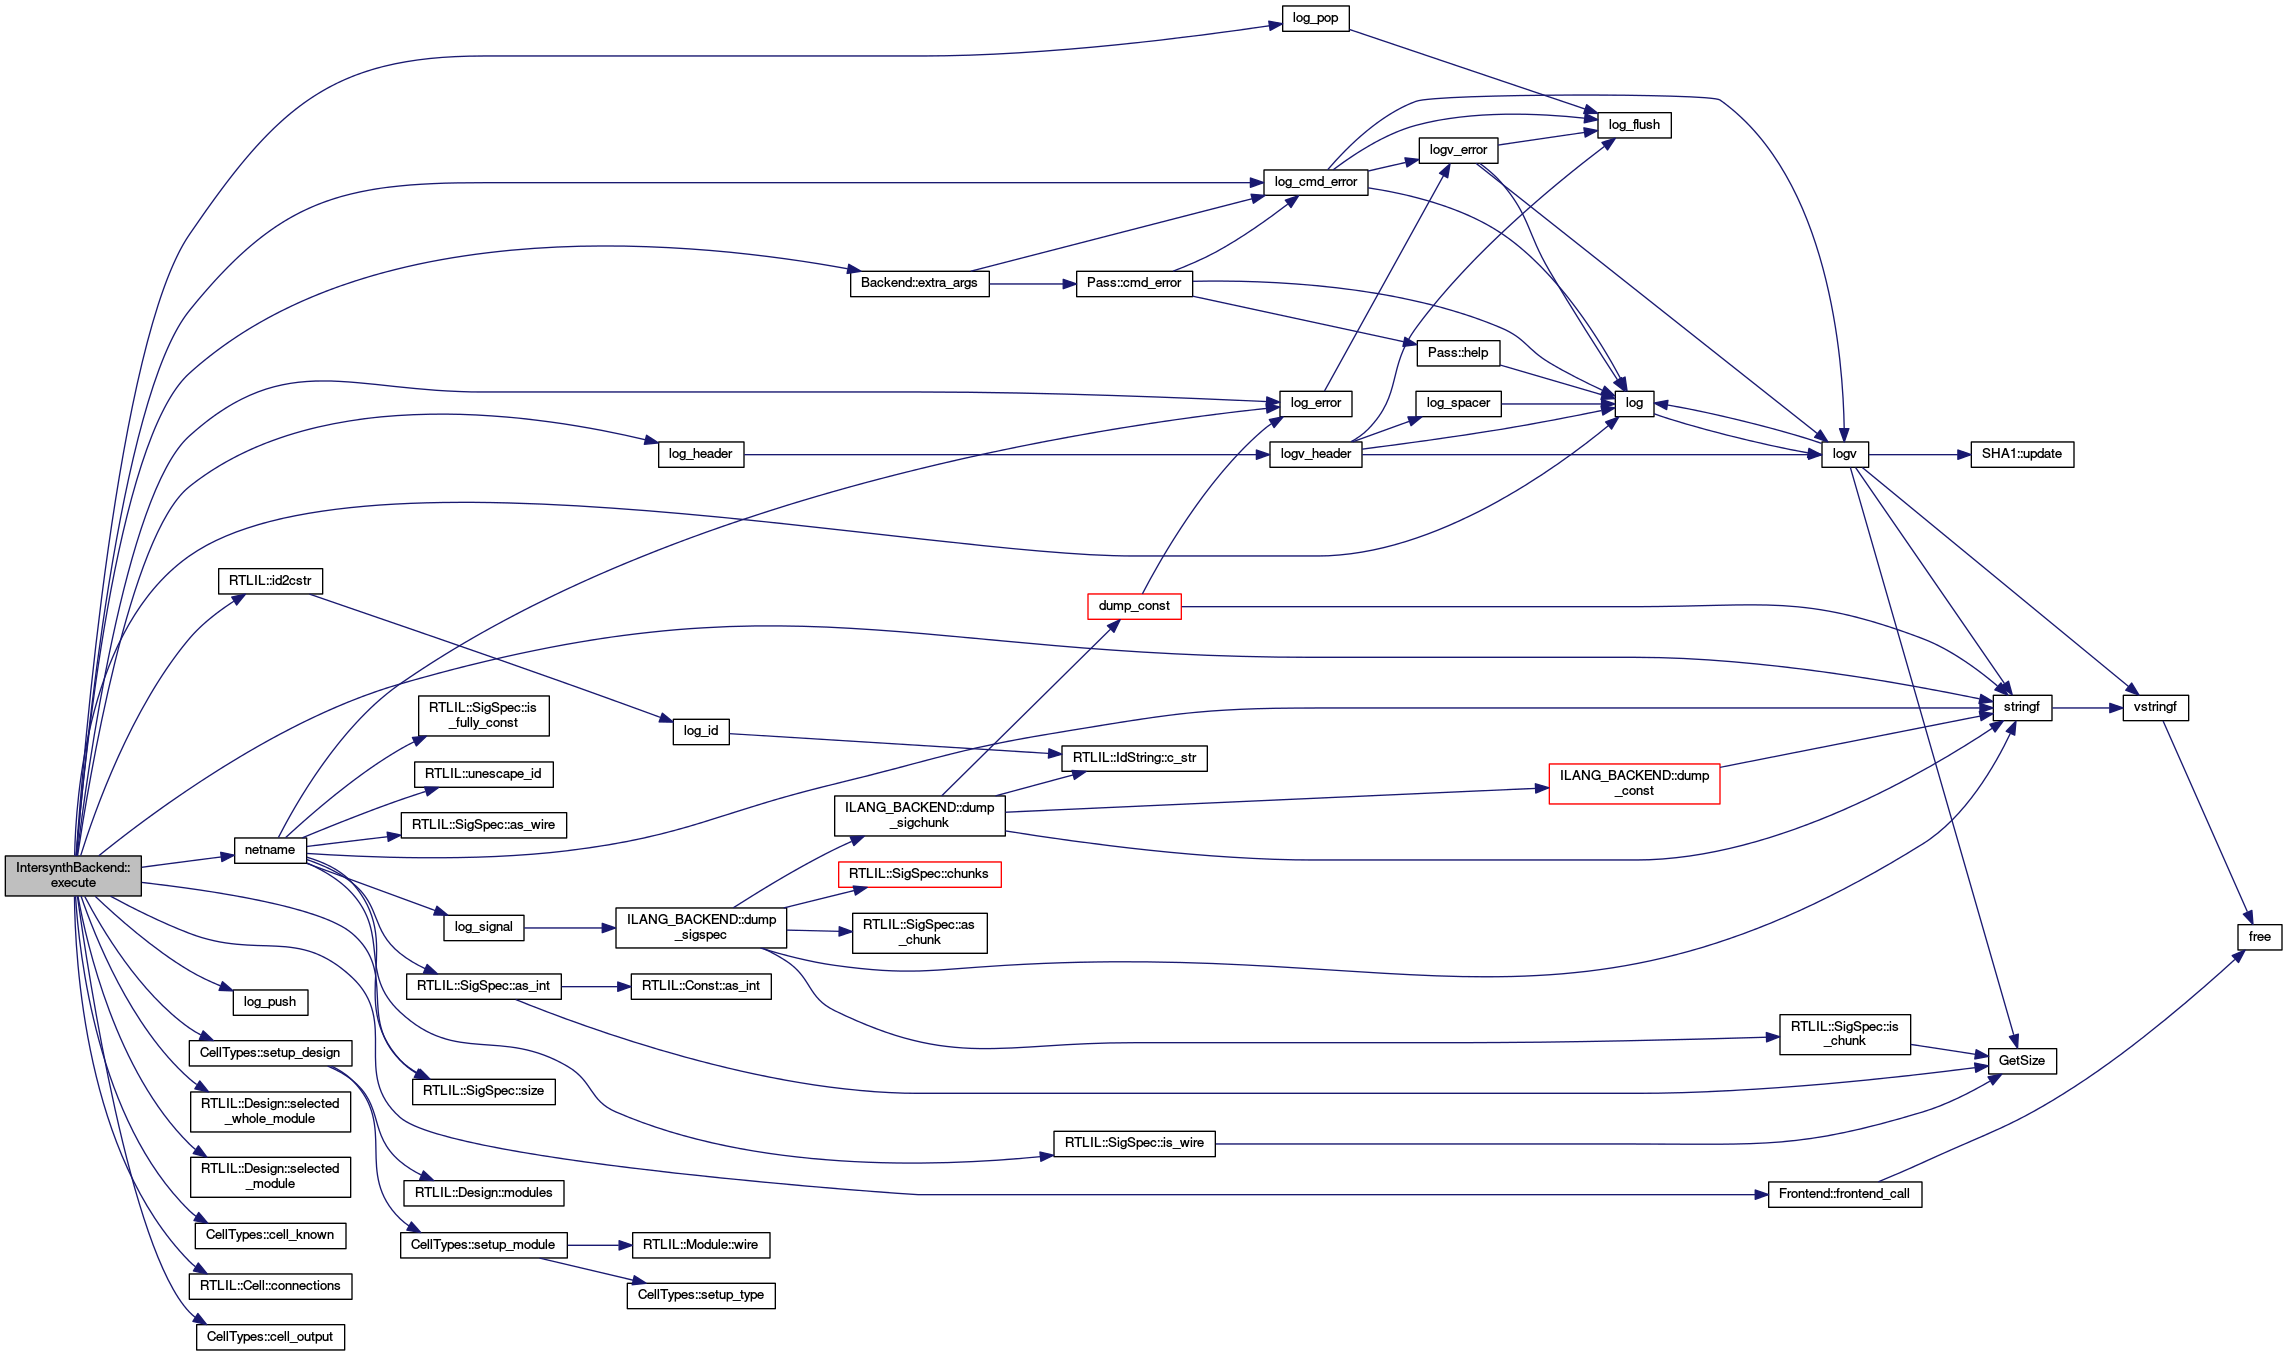 log_pop
log_flush
logv_error
log_cmd_error
Backend::extra_args
Pass::cmd_error
Pass::help
log_error
log_spacer
log
log_header
logv_header
logv
SHA1::update
RTLIL::id2cstr
dump_const
RTLIL::SigSpec::is
_fully_const
stringf
vstringf
log_id
RTLIL::IdString::c_str
RTLIL::unescape_id
ILANG_BACKEND::dump
_const
ILANG_BACKEND::dump
_sigchunk
RTLIL::SigSpec::as_wire
netname
IntersynthBackend::
execute
RTLIL::SigSpec::chunks
log_signal
ILANG_BACKEND::dump
_sigspec
RTLIL::SigSpec::as
_chunk
free
RTLIL::SigSpec::as_int
RTLIL::Const::as_int
log_push
RTLIL::SigSpec::is
_chunk
CellTypes::setup_design
GetSize
RTLIL::SigSpec::size
RTLIL::Design::selected
_whole_module
RTLIL::SigSpec::is_wire
RTLIL::Design::selected
_module
RTLIL::Design::modules
Frontend::frontend_call
CellTypes::cell_known
CellTypes::setup_module
RTLIL::Module::wire
RTLIL::Cell::connections
CellTypes::setup_type
CellTypes::cell_output